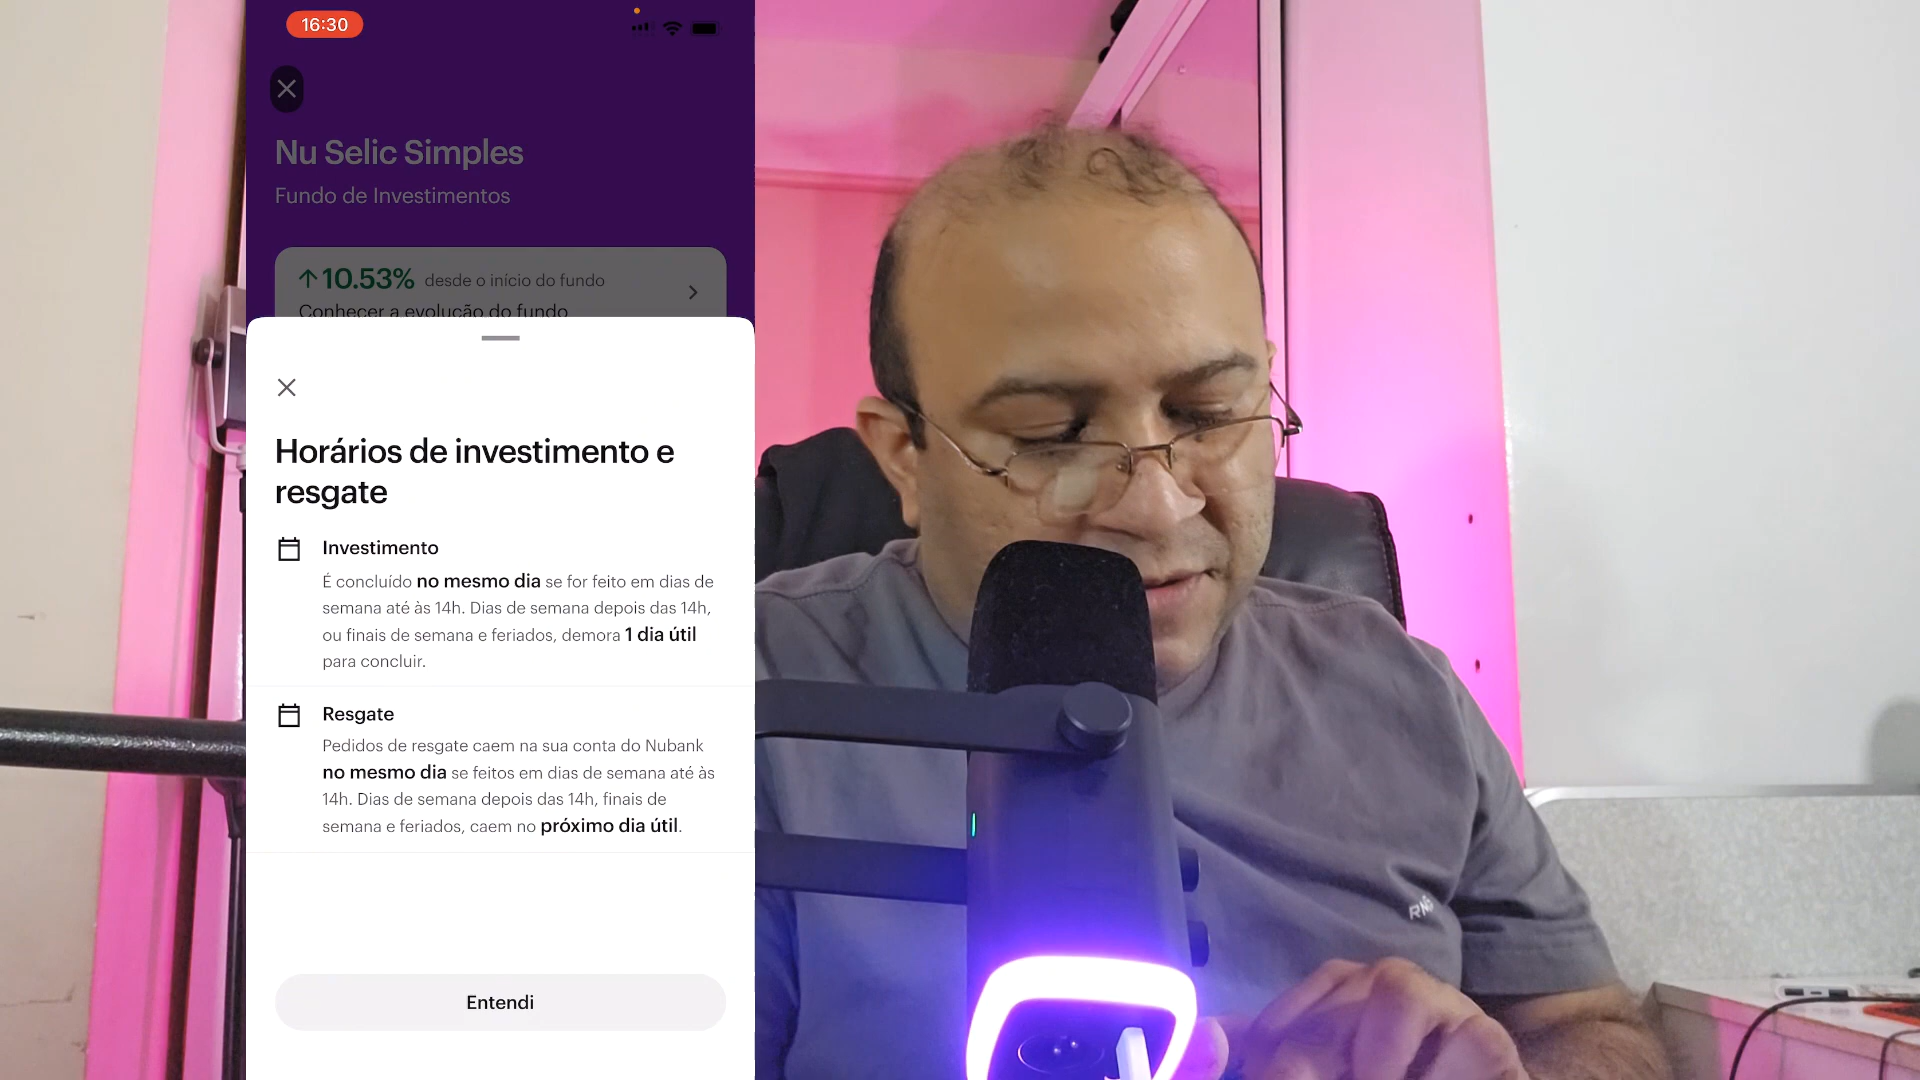 16:30
Nu Selic Simples
Fundo de Investimentos
↑10.53% desde o início do fundo
Conhecer a evolução do fundo
Horários de investimento e
resgate
Investimento
É concluído no mesmo dia se for feito em dias de
semana até às 14h. Dias de semana depois das 14h,
ou finais de semana e feriados, demora 1 dia útil
para concluir.
Resgate
Pedidos de resgate caem na sua conta do Nubank
no mesmo dia se feitos em dias de semana até às
14h. Dias de semana depois das 14h, finais de
semana e feriados, caem no próximo dia útil.
Entendi